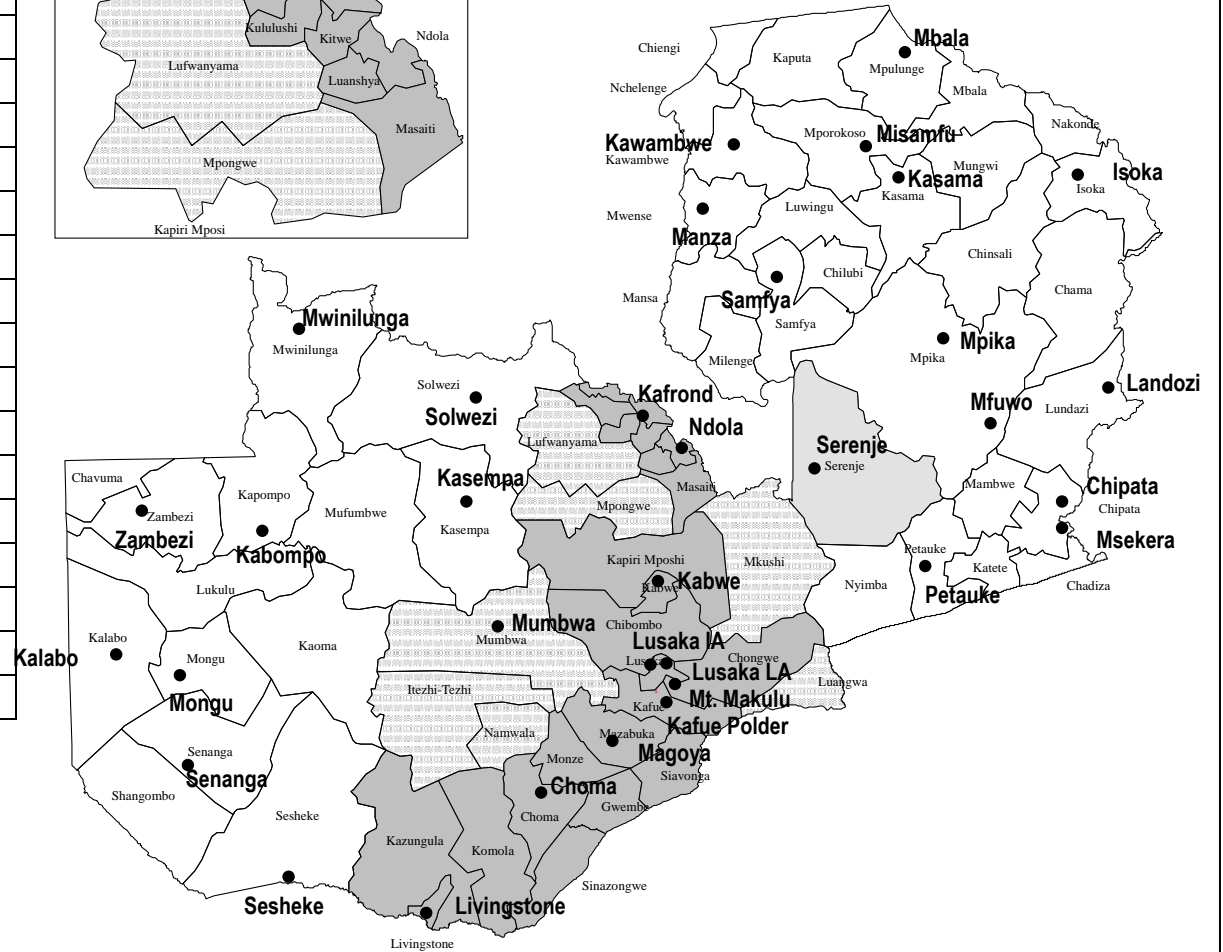 Kululushi
Kitwe
Ndola
Lufwanyama
Luanshya
Masaiti
Mpongwe
Kapiri Mposi
Mbala
Chiengi
Kaputa
Mpulunge
Nchelenge
Mbala
Nakonde
Kawambwe
Mporokoso
Misamfu
Kawambwe
Mungwi
Isoka
Kasama
Isoka
Kasama
Mwense
Luwingu
Manza
Chinsali
Chilubi
Chama
Mansa
Samfya
Samfya
Mwinilunga
Mwinilunga
Mpika
Mpika
Milenge
Solwezi
Landozi
Kafrond
Mfuwo
Lundazi
Solwezi
Ndola
Lufwanyama
Serenje
Serenje
Chavuma
Kasempa
Masaiti
Mambwe
Chipata
Kapompo
Mufumbwe
Mpongwe
Chipata
Zambezi
Zambezi
Kasempa
Msekera
Kabompo
Kapiri Mposhi
Mkushi
Petauke
Katete
Nyimba
Chadiza
Lukulu
Kabwe
Kabwe
Petauke
Mumbwa
Chibombo
Kalabo
Mumbwa
Lusaka IA
Kaoma
Kalabo
Mongu
Lusaka
Chongwe
Lusaka LA
Luangwa
Itezhi-Tezhi
Mt. Makulu
Mongu
Kafue
Kafue Polder
Namwala
Mazabuka
Senanga
Magoya
Monze
Senanga
Siavonga
Choma
Shangombo
Gwembe
Sesheke
Choma
Kazungula
Komola
Sinazongwe
Sesheke
Livingstone
Livingstone